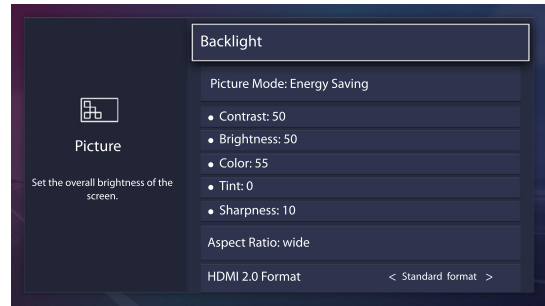 Picture
Set the overall brightness of the
screen.
Backlight
Picture Mode: Energy Saving
• Contrast: 50
• Brightness: 50
• Color: 55
• Tint: 0
• Sharpness: 10
Aspect Ratio: wide
HDMI 2.0 Format < Standard format >